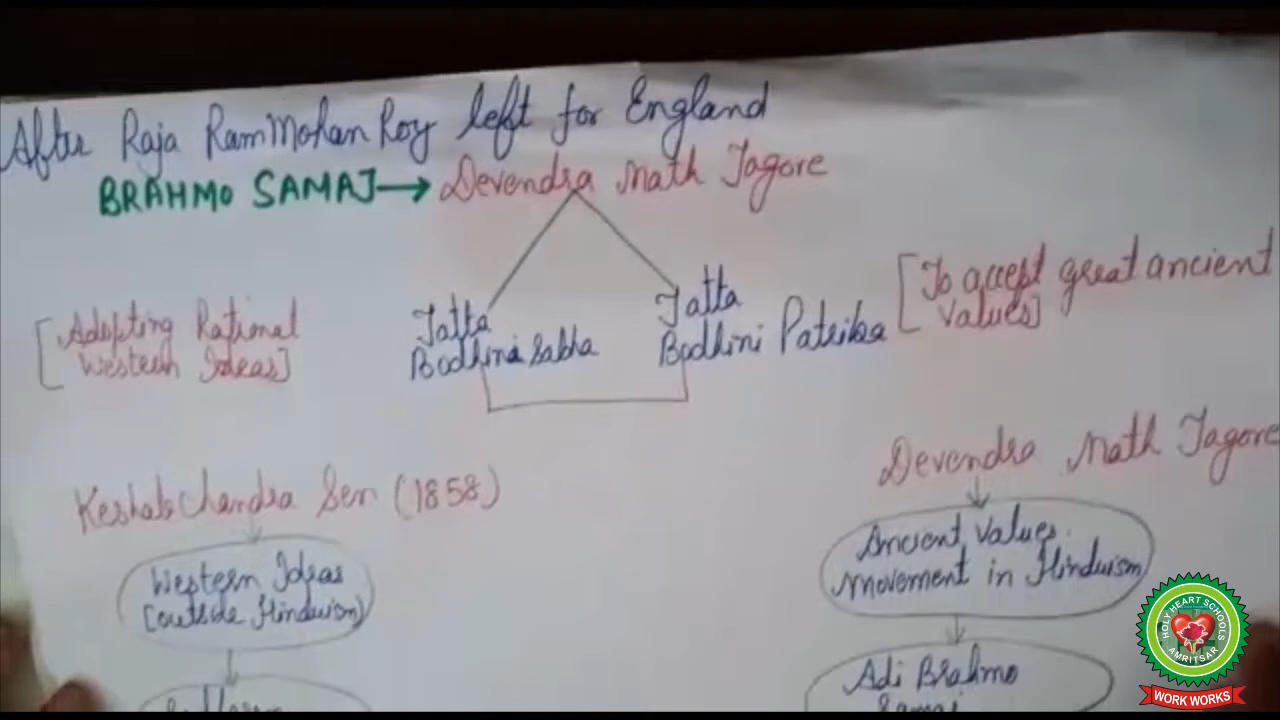 After Raja RamMohan Roy left for England
BRAHMO SAMAJ → Devendra Nath Tagore
[Adopting Rational
Western Ideas]
Tatta
Bodhini Sabha
Tatta
Bodhini Patrika
[To accept great ancient
values]
Keshab Chandra Sen (1858)
Western Ideas
(outside Hinduism)
Devendra Nath Tagore
Ancient Values
movement in Hinduism
Adi Brahmo
Samaj
HOLY HEART SCHOOLS
AMRITSAR
WORK WORKS